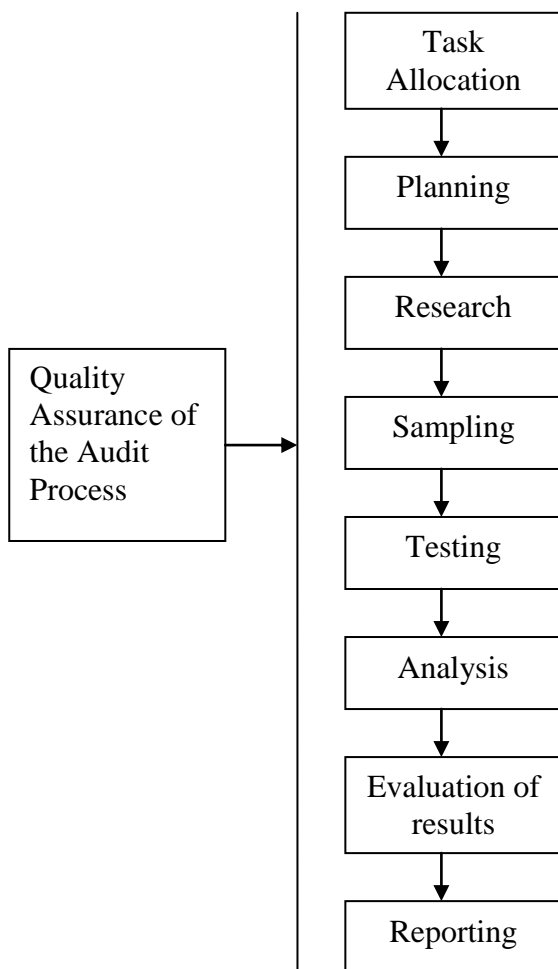 Task
Allocation
Planning
Research
Quality
Assurance of
the Audit
Process
Sampling
Testing
Analysis
Evaluation of
results
Reporting